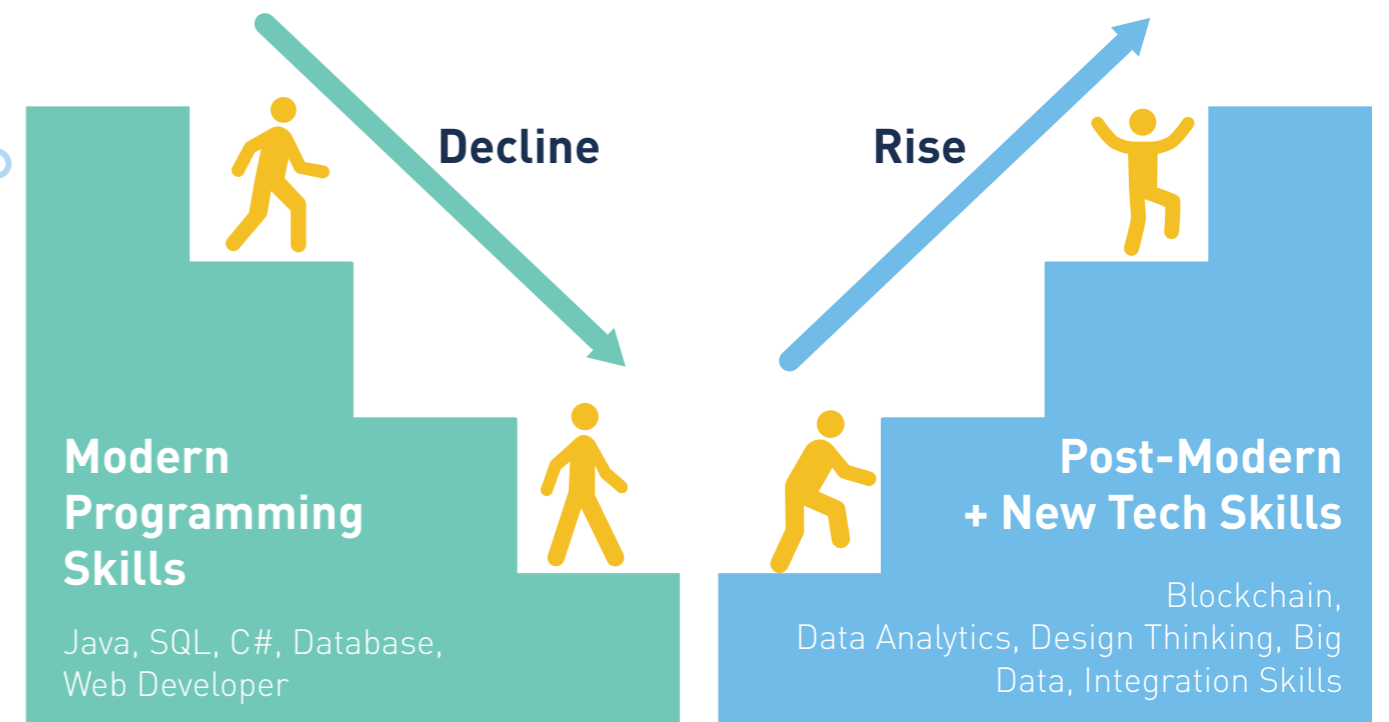 Decline
Rise
Modern
Programming
Skills
Java, SQL, C#, Database,
Web Developer
Post-Modern
+ New Tech Skills
Blockchain,
Data Analytics, Design Thinking, Big
Data, Integration Skills